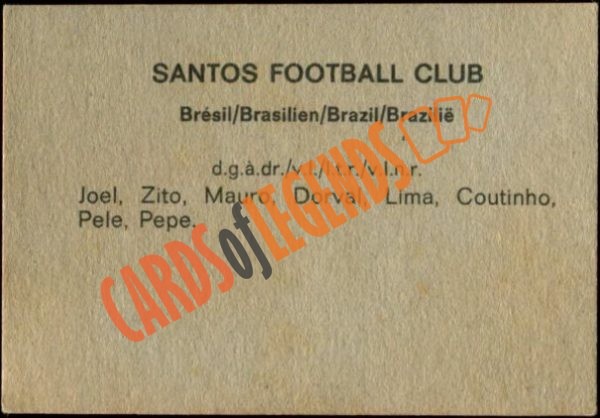 SANTOS FOOTBALL CLUB
Brésil/Brasilien/Brazil/Brazilië
d.g.à.dr./v.l./l.t.r./v.l.n.r.
Joel, Zito, Mauro, Dorval, Lima, Coutinho,
Pele, Pepe.
CARDS of LEGENDS